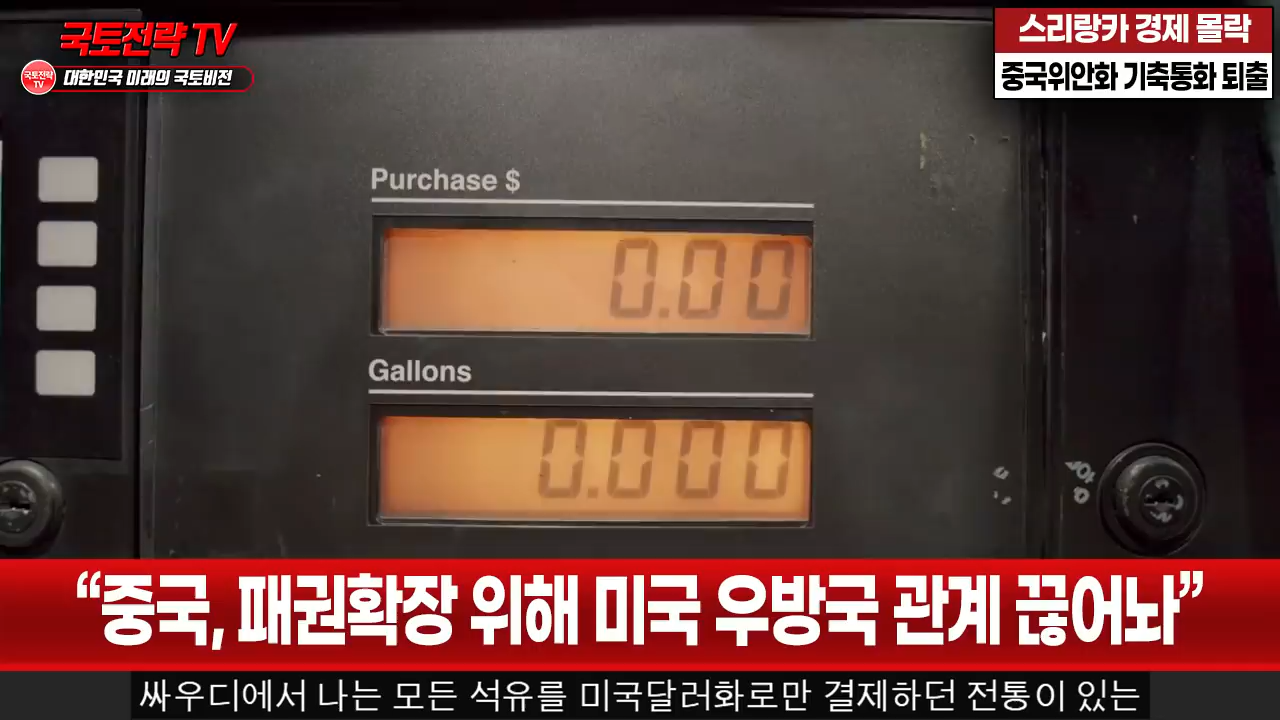 국토전략 TV
국토전략
TV
대한민국 미래의 국토비전
스리랑카 경제 몰락
중국위안화 기축통화 퇴출
Purchase $
0.00
Gallons
0.000
“중국, 패권확장 위해 미국 우방국 관계 끊어놔”
싸우디에서 나는 모든 석유를 미국달러화로만 결제하던 전통이 있는